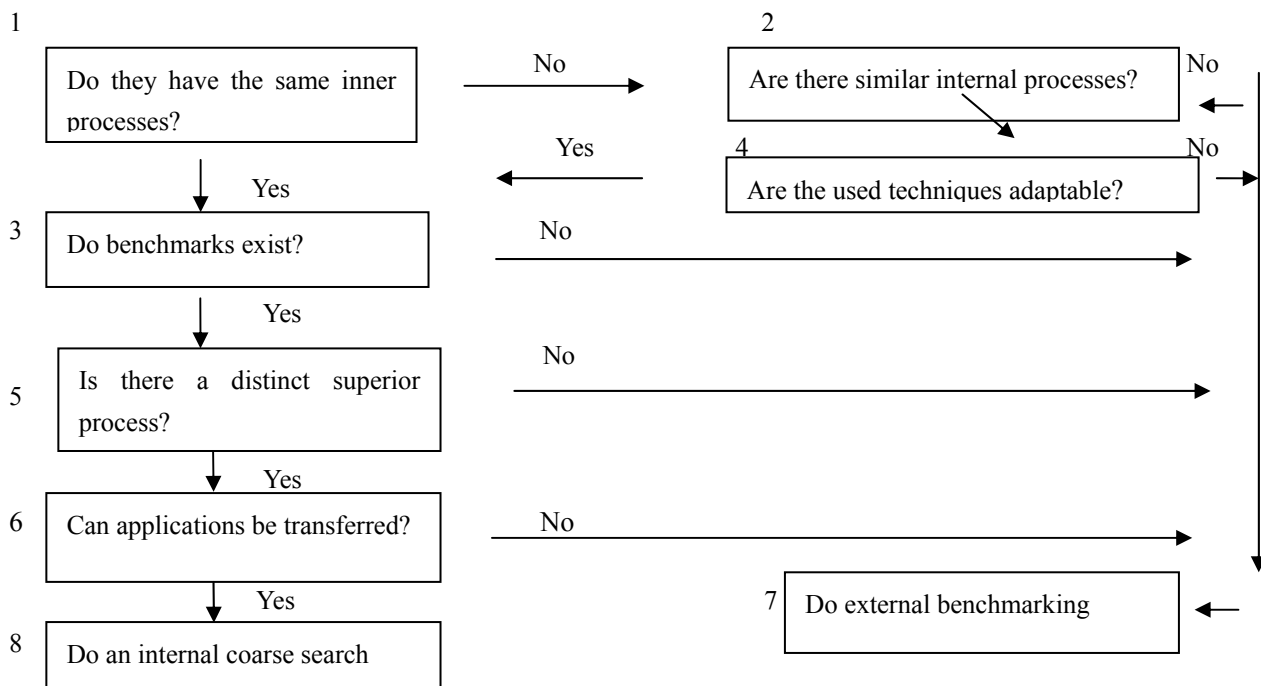 1
2
Do they have the same inner
processes?
No
Are there similar internal processes?
No
Yes
Yes
4
No
Are the used techniques adaptable?
3
Do benchmarks exist?
No
Yes
5
Is there a distinct superior
process?
No
Yes
6
Can applications be transferred?
No
Yes
7
Do external benchmarking
8
Do an internal coarse search